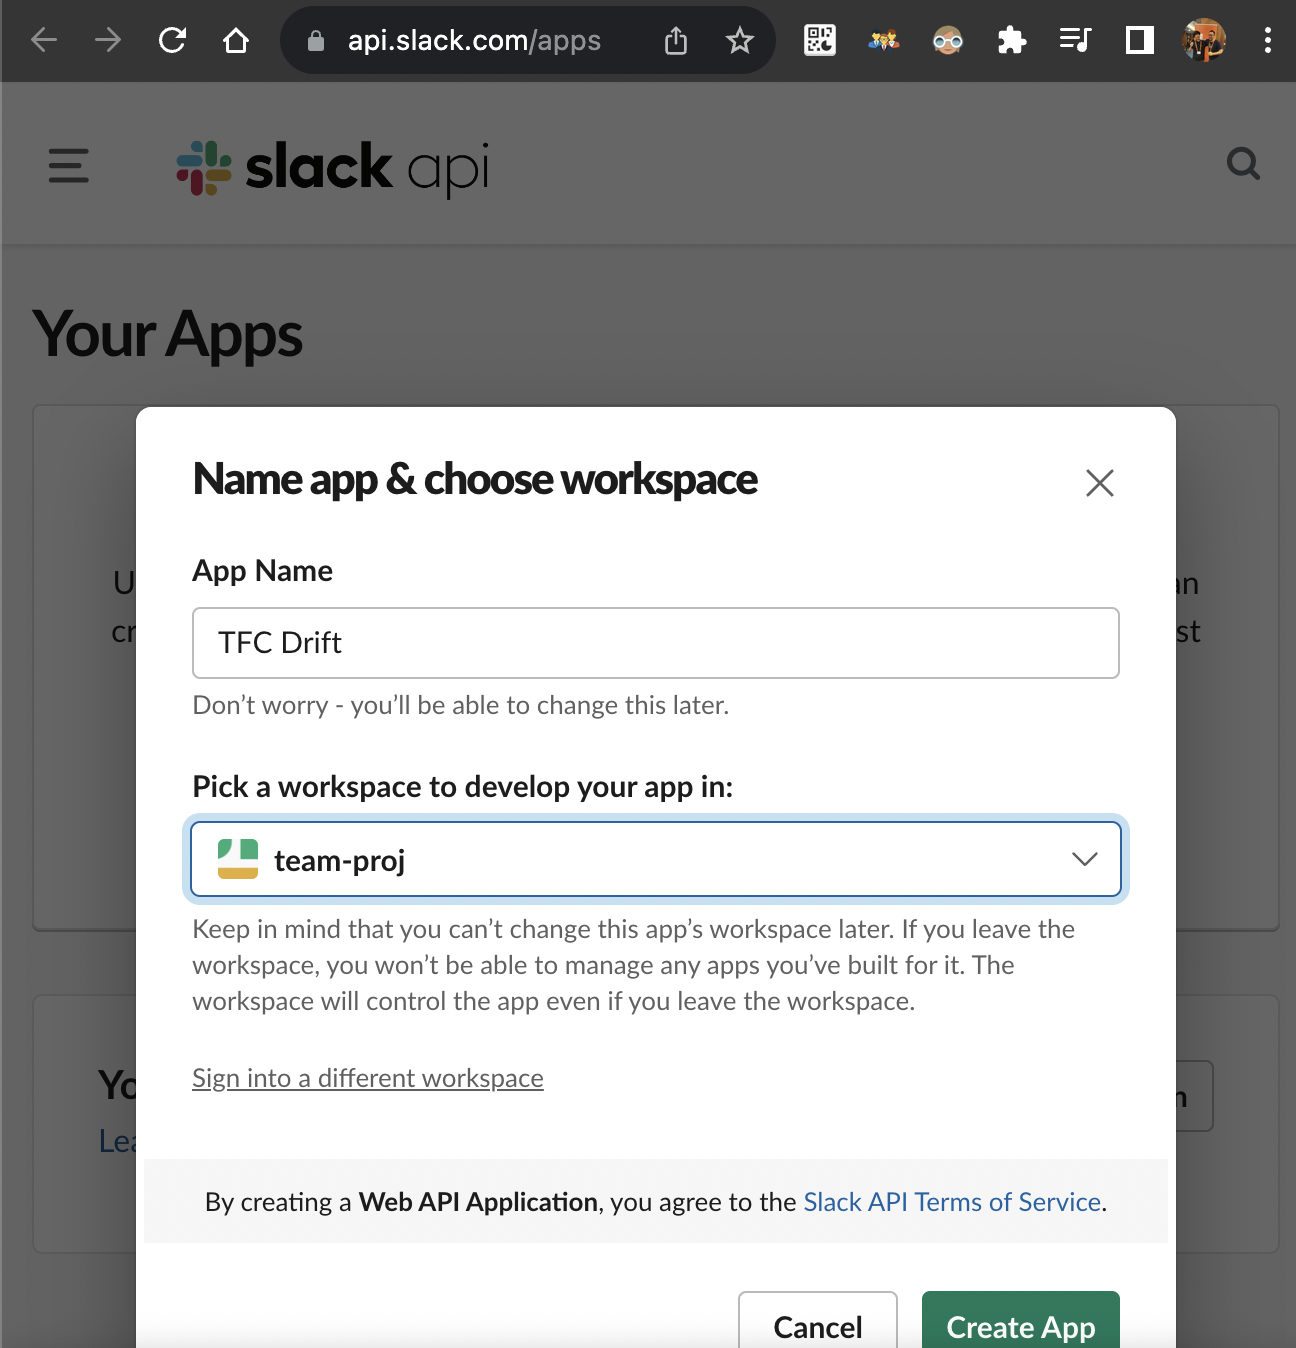 api.slack.com/apps
slack api
Your Apps
Name app & choose workspace
App Name
TFC Drift
Don't worry - you'll be able to change this later.
Pick a workspace to develop your app in:
team-proj
Keep in mind that you can't change this app's workspace later. If you leave the
workspace, you won't be able to manage any apps you've built for it. The
workspace will control the app even if you leave the workspace.
Sign into a different workspace
By creating a Web API Application, you agree to the Slack API Terms of Service.
Cancel
Create App